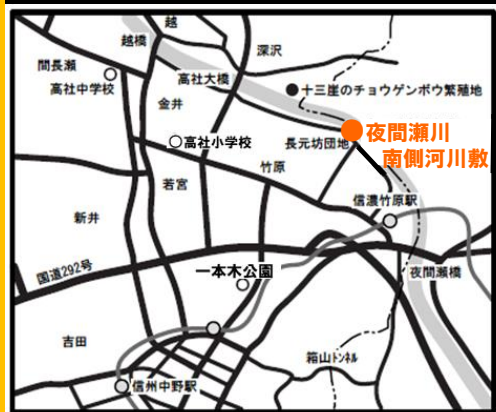 越
越橋
深沢
間長瀬
高社中学校
高社大橋
金井
十三崖のチョウゲンボウ繁殖地
夜間瀬川
南側河川敷
高社小学校
長元坊団地
竹原
若宮
信濃竹原駅
新井
国道292号
一本木公園
夜間瀬橋
吉田
箱山トンネル
信州中野駅